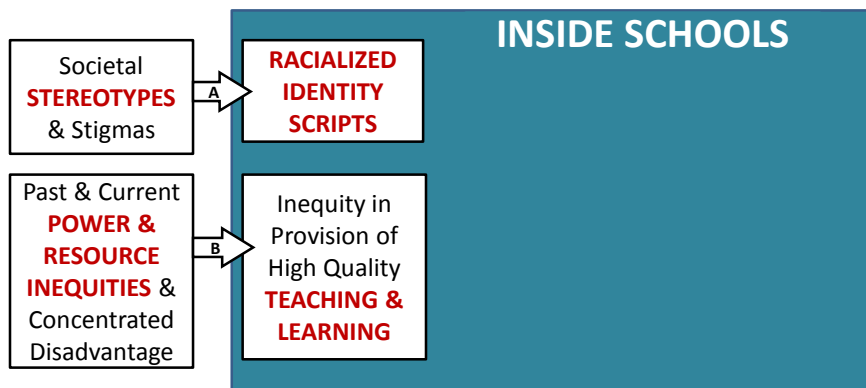 INSIDE SCHOOLS
Societal
STEREOTYPES
& Stigmas
A
RACIALIZED
IDENTITY
SCRIPTS
Past & Current
POWER &
RESOURCE
INEQUITIES &
Concentrated
Disadvantage
B
Inequity in
Provision of
High Quality
TEACHING &
LEARNING